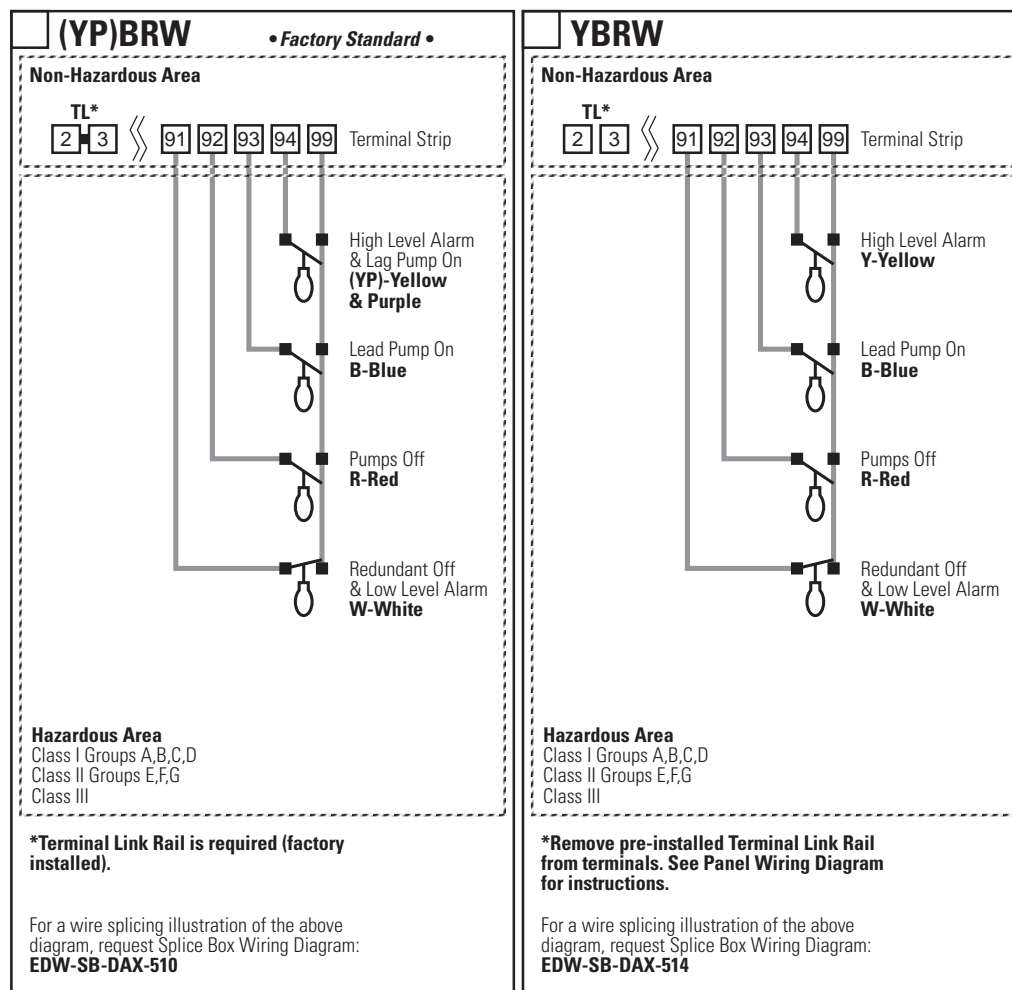 (YP)BRW • Factory Standard •
Non-Hazardous Area
TL*
2 3 91 92 93 94 99 Terminal Strip
High Level Alarm
& Lag Pump On
(YP)-Yellow
& Purple
Lead Pump On
B-Blue
Pumps Off
R-Red
Redundant Off
& Low Level Alarm
W-White
Hazardous Area
Class I Groups A,B,C,D
Class II Groups E,F,G
Class III
*Terminal Link Rail is required (factory
installed).
For a wire splicing illustration of the above
diagram, request Splice Box Wiring Diagram:
EDW-SB-DAX-510
YBRW
Non-Hazardous Area
TL*
2 3 91 92 93 94 99 Terminal Strip
High Level Alarm
Y-Yellow
Lead Pump On
B-Blue
Pumps Off
R-Red
Redundant Off
& Low Level Alarm
W-White
Hazardous Area
Class I Groups A,B,C,D
Class II Groups E,F,G
Class III
*Remove pre-installed Terminal Link Rail
from terminals. See Panel Wiring Diagram
for instructions.
For a wire splicing illustration of the above
diagram, request Splice Box Wiring Diagram:
EDW-SB-DAX-514